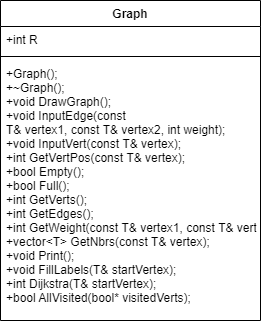 Graph
+int R
+Graph();
+~Graph();
+void DrawGraph();
+void InputEdge(const
T& vertex1, const T& vertex2, int weight);
+void InputVert(const T& vertex);
+int GetVertPos(const T& vertex);
+bool Empty();
+bool Full();
+int GetVerts();
+int GetEdges();
+int GetWeight(const T& vertex1, const T& vert
+vector<T> GetNbrs(const T& vertex);
+void Print();
+void FillLabels(T& startVertex);
+int Dijkstra(T& startVertex);
+bool AllVisited(bool* visitedVerts);